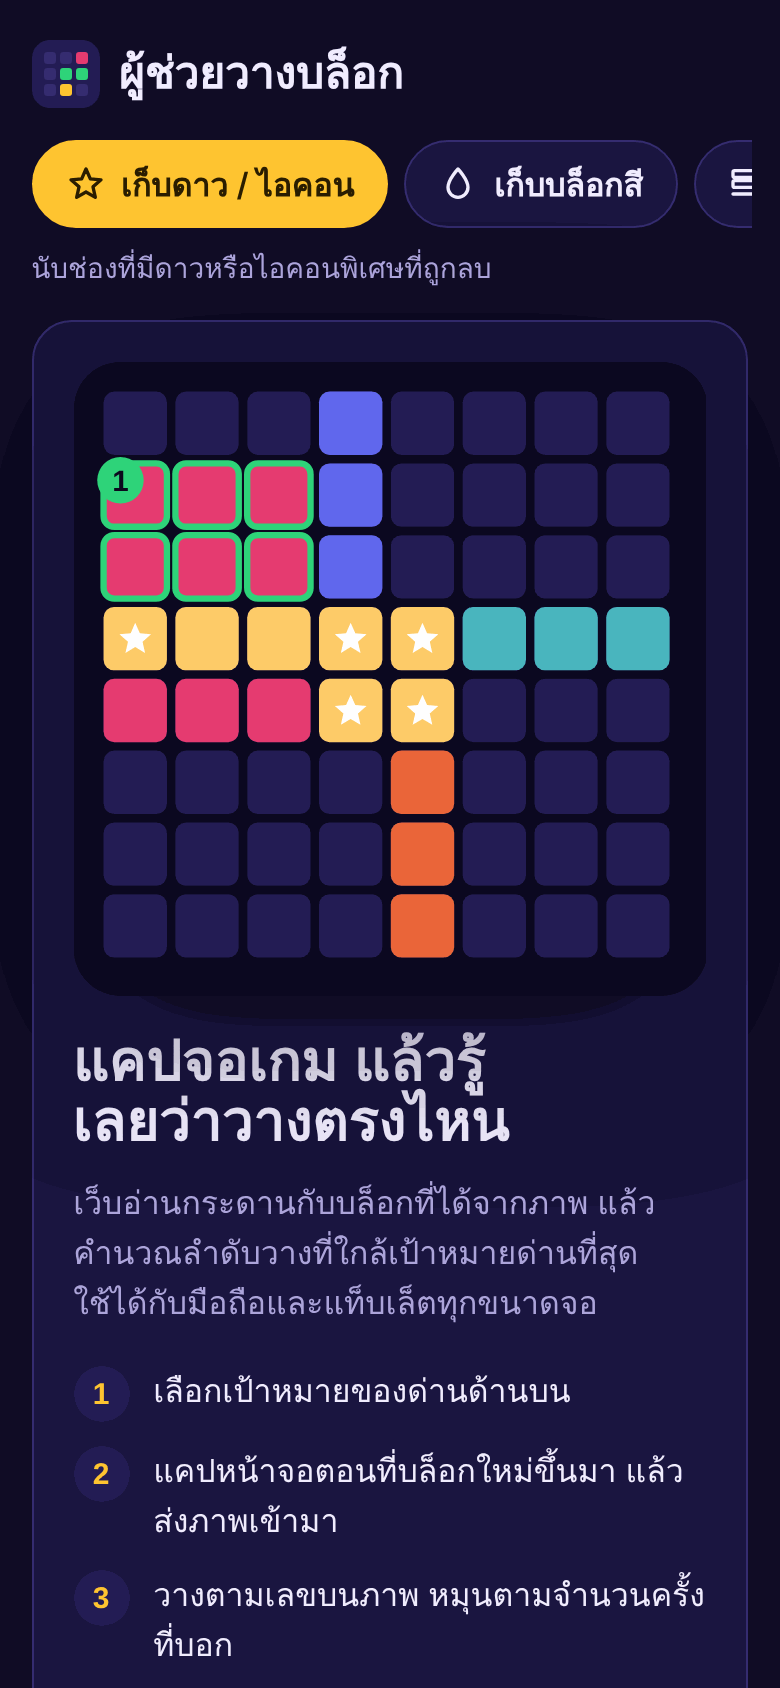 ผู้ช่วยวางบล็อก
เก็บดาว / ไอคอน
เก็บบล็อกสี
นับช่องที่มีดาวหรือไอคอนพิเศษที่ถูกลบ
1
แคปจอเกม แล้วรู้
เลยว่าวางตรงไหน
เว็บอ่านกระดานกับบล็อกที่ได้จากภาพ แล้ว
คำนวณลำดับวางที่ใกล้เป้าหมายด่านที่สุด
ใช้ได้กับมือถือและแท็บเล็ตทุกขนาดจอ
1 เลือกเป้าหมายของด่านด้านบน
2 แคปหน้าจอตอนที่บล็อกใหม่ขึ้นมา แล้ว
ส่งภาพเข้ามา
3 วางตามเลขบนภาพ หมุนตามจำนวนครั้ง
ที่บอก